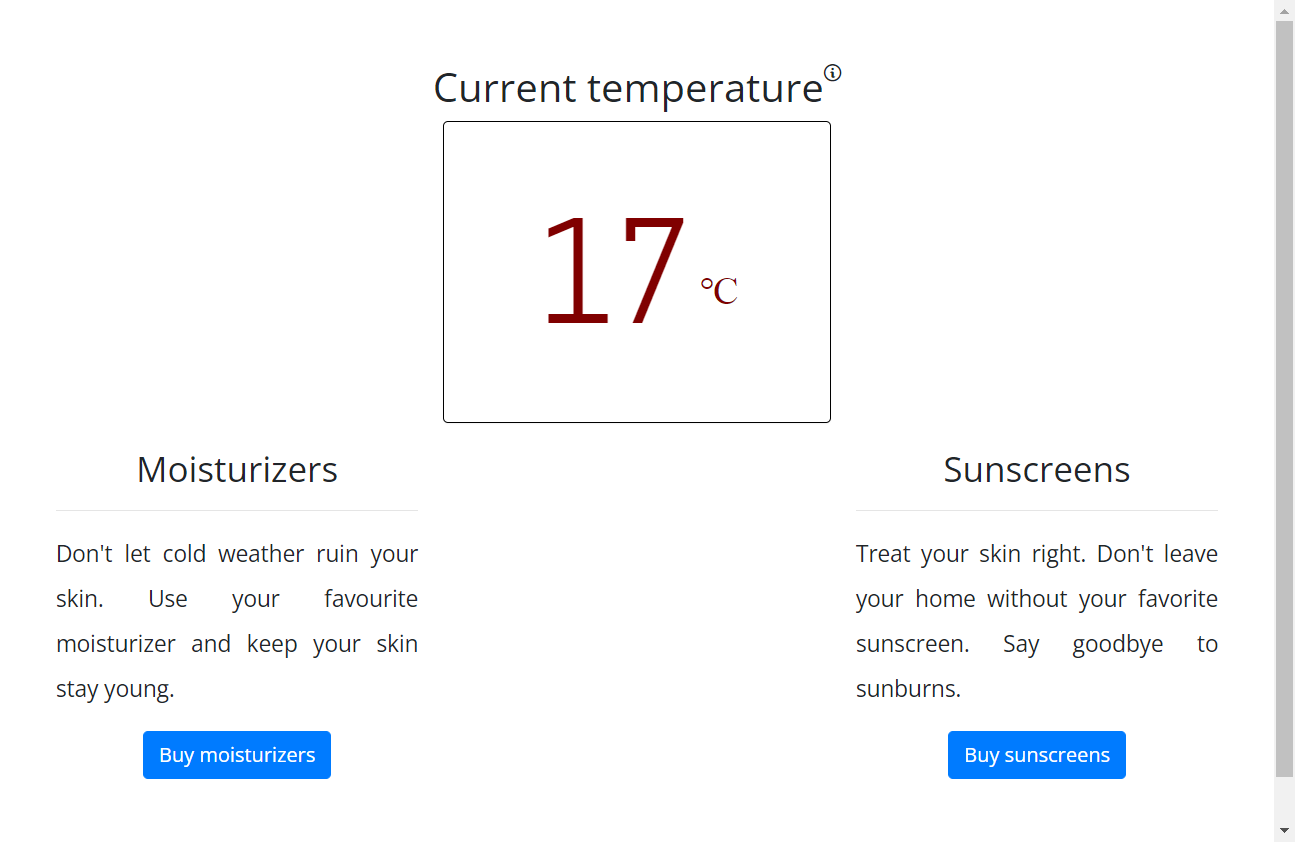 Current temperature
17 ℃
Moisturizers
Don't let cold weather ruin your
skin. Use your favourite
moisturizer and keep your skin
stay young.
Buy moisturizers
Sunscreens
Treat your skin right. Don't leave
your home without your favorite
sunscreen. Say goodbye to
sunburns.
Buy sunscreens